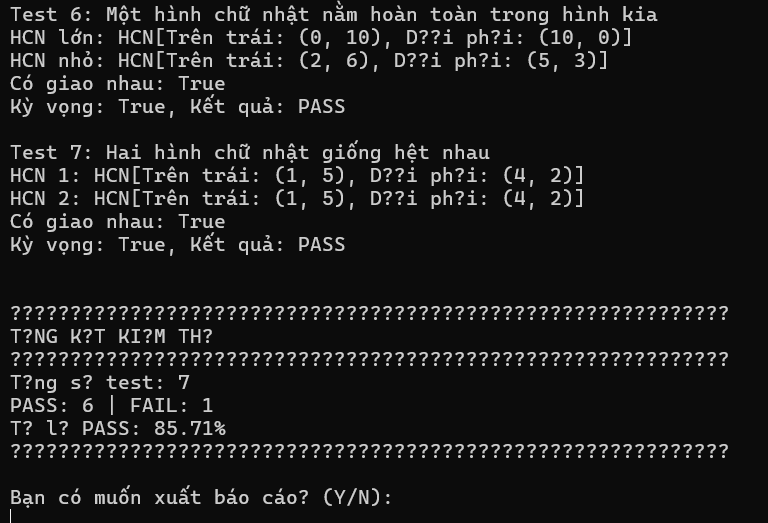 Test 6: Một hình chữ nhật nằm hoàn toàn trong hình kia
HCN lớn: HCN[Trên trái: (0, 10), D??i ph?i: (10, 0)]
HCN nhỏ: HCN[Trên trái: (2, 6), D??i ph?i: (5, 3)]
Có giao nhau: True
Kỳ vọng: True, Kết quả: PASS
Test 7: Hai hình chữ nhật giống hệt nhau
HCN 1: HCN[Trên trái: (1, 5), D??i ph?i: (4, 2)]
HCN 2: HCN[Trên trái: (1, 5), D??i ph?i: (4, 2)]
Có giao nhau: True
Kỳ vọng: True, Kết quả: PASS
????????????????????????????????????????????????????????????
T?NG K?T KI?M TH?
????????????????????????????????????????????????????????????
T?ng s? test: 7
PASS: 6 | FAIL: 1
T? l? PASS: 85.71%
????????????????????????????????????????????????????????????
Bạn có muốn xuất báo cáo? (Y/N):